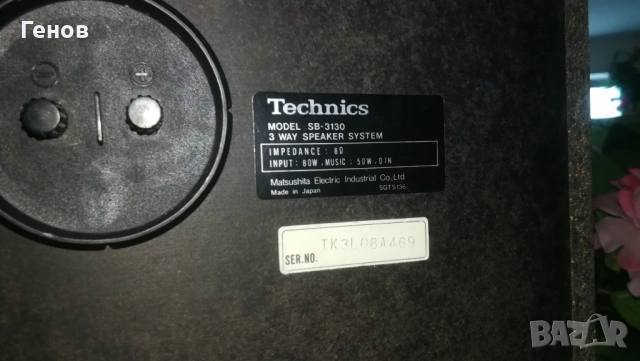 Генов
Technics
MODEL SB-3130
3 WAY SPEAKER SYSTEM
IMPEDANCE : 8Ω
INPUT : 80W . MUSIC ; 50W . DIN
Matsushita Electric Industrial Co., Ltd.
Made in Japan SGTS136
TK3L08A469
SER.NO.
BAZAR